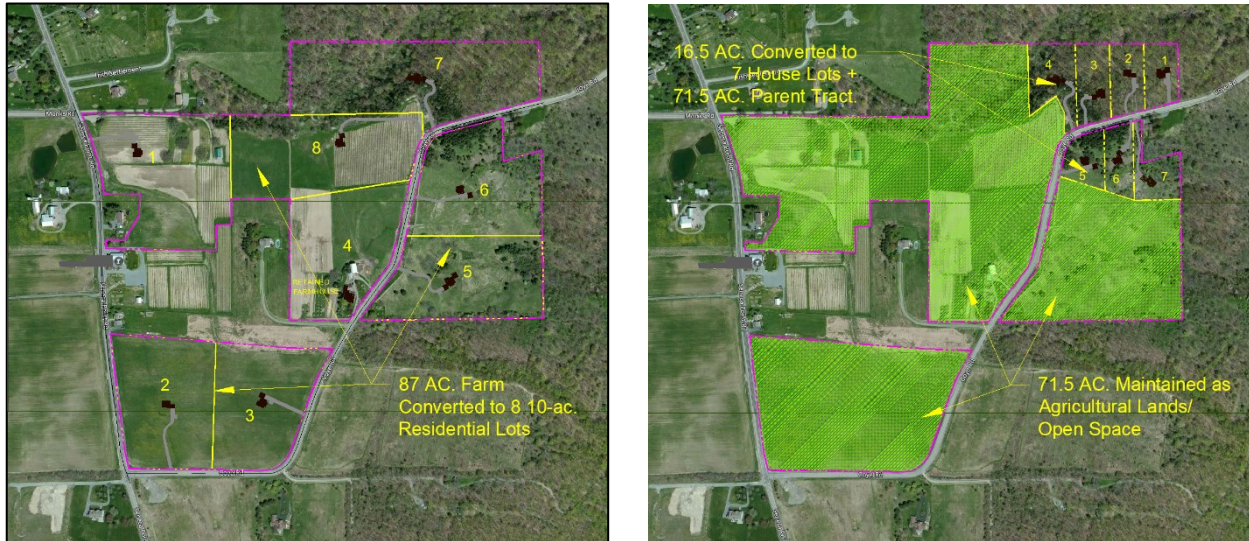 7
1
8
6
4
5
2
3
87 AC. Farm
Converted to 8 10-ac.
Residential Lots
16.5 AC. Converted to
7 House Lots +
71.5 AC. Parent Tract.
4
3
2
1
5
6
7
71.5 AC. Maintained as
Agricultural Lands/
Open Space